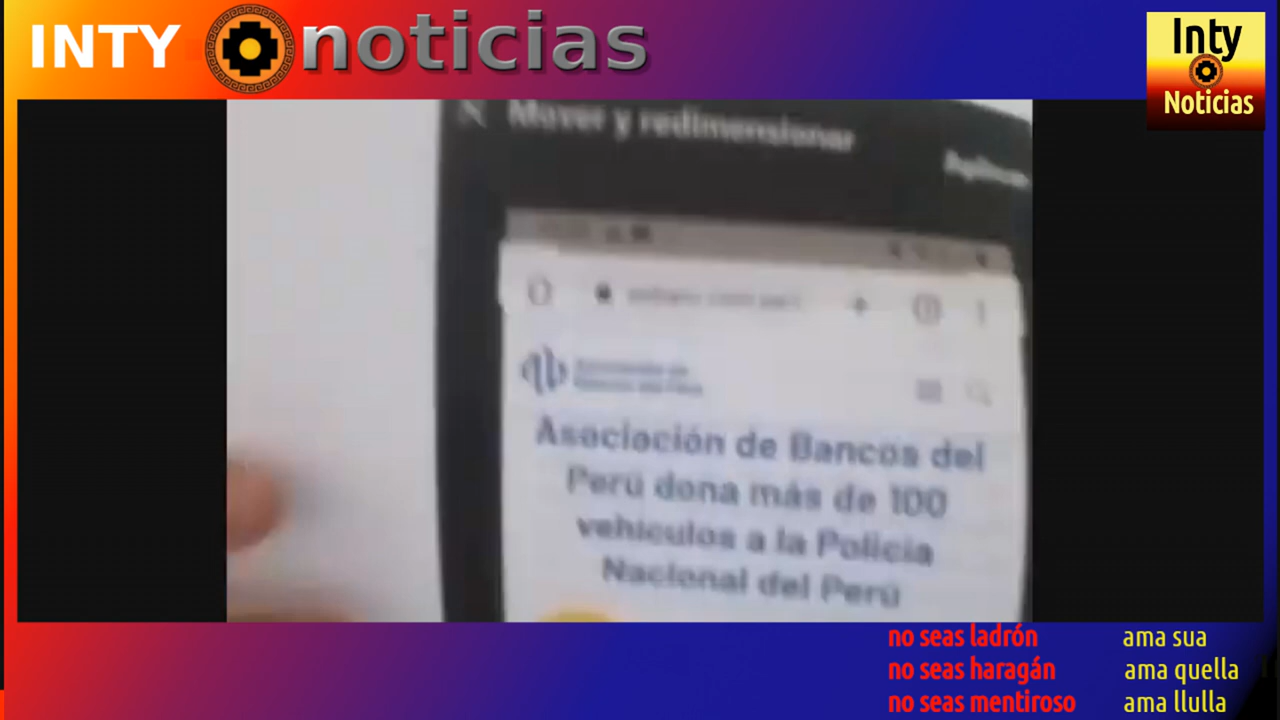 INTY noticias
Inty
Noticias
Mover y redimensionar
Aplicar
Asociación de Bancos del
Perú dona más de 100
vehículos a la Policía
Nacional del Perú
no seas ladrón ama sua
no seas haragán ama quella
no seas mentiroso ama llulla